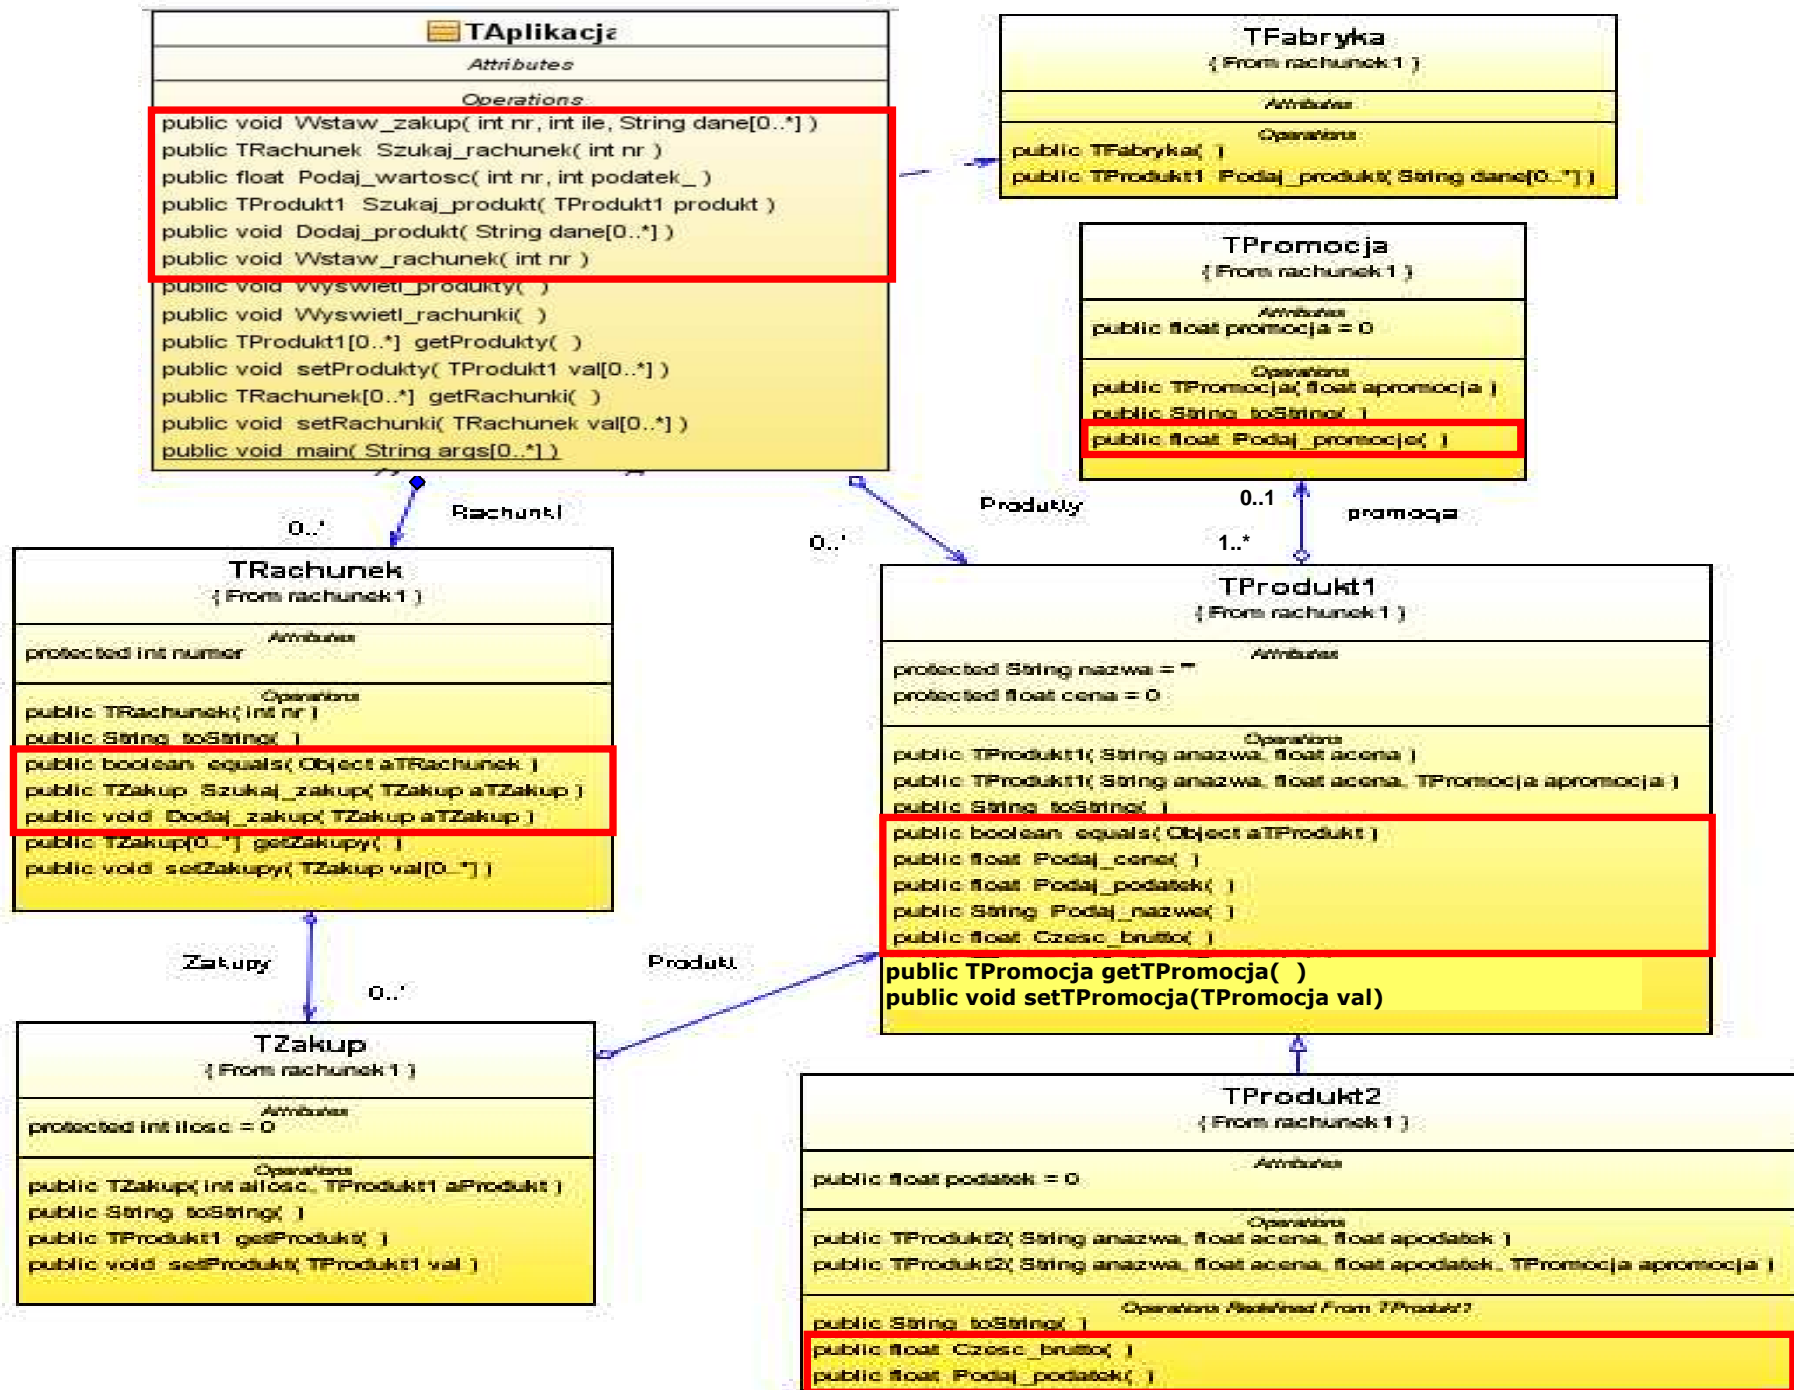 TAplikacja
Attributes
Operations
public void Wstaw_zakup( int nr, int ile, String dane[0..*] )
public TRachunek Szukaj_rachunek( int nr )
public float Podaj_wartosc( int nr, int podatek_ )
public TProdukt1 Szukaj_produkt( TProdukt1 produkt )
public void Dodaj_produkt( String dane[0..*] )
public void Wstaw_rachunek( int nr )
public void Wyswietl_produkty( )
public void Wyswietl_rachunki( )
public TProdukt1[0..*] getProdukty( )
public void setProdukty( TProdukt1 val[0..*] )
public TRachunek[0..*] getRachunki( )
public void setRachunki( TRachunek val[0..*] )
public void main( String args[0..*] )
TFabryka
{ From rachunek1 }
Attributes
Operations
public TFabryka( )
public TProdukt1 Podaj_produkt( String dane[0..*] )
TPromocja
{ From rachunek1 }
Attributes
public float promocja = 0
Operations
public TPromocja( float apromocja )
public String toString( )
public float Podaj_promocje( )
Rachunki
0..*
Produkty
0..*
0..1
promocja
1..*
TRachunek
{ From rachunek1 }
Attributes
protected int numer
Operations
public TRachunek( int nr )
public String toString( )
public boolean equals( Object aTRachunek )
public TZakup Szukaj_zakup( TZakup aTZakup )
public void Dodaj_zakup( TZakup aTZakup )
public TZakup[0..*] getZakupy( )
public void setZakupy( TZakup val[0..*] )
TProdukt1
{ From rachunek1 }
Attributes
protected String nazwa = ""
protected float cena = 0
Operations
public TProdukt1( String anazwa, float acena )
public TProdukt1( String anazwa, float acena, TPromocja apromocja )
public String toString( )
public boolean equals( Object aTProdukt )
public float Podaj_cene( )
public float Podaj_podatek( )
public String Podaj_nazwe( )
public float Czesc_brutto( )
public TPromocja getTPromocja( )
public void setTPromocja(TPromocja val)
Zakupy
0..*
Produkt
TZakup
{ From rachunek1 }
Attributes
protected int ilosc = 0
Operations
public TZakup( int ailosc, TProdukt1 aProdukt )
public String toString( )
public TProdukt1 getProdukt( )
public void setProdukt( TProdukt1 val )
TProdukt2
{ From rachunek1 }
Attributes
public float podatek = 0
Operations
public TProdukt2( String anazwa, float acena, float apodatek )
public TProdukt2( String anazwa, float acena, float apodatek, TPromocja apromocja )
Operations Redefined From TProdukt1
public String toString( )
public float Czesc_brutto( )
public float Podaj_podatek( )